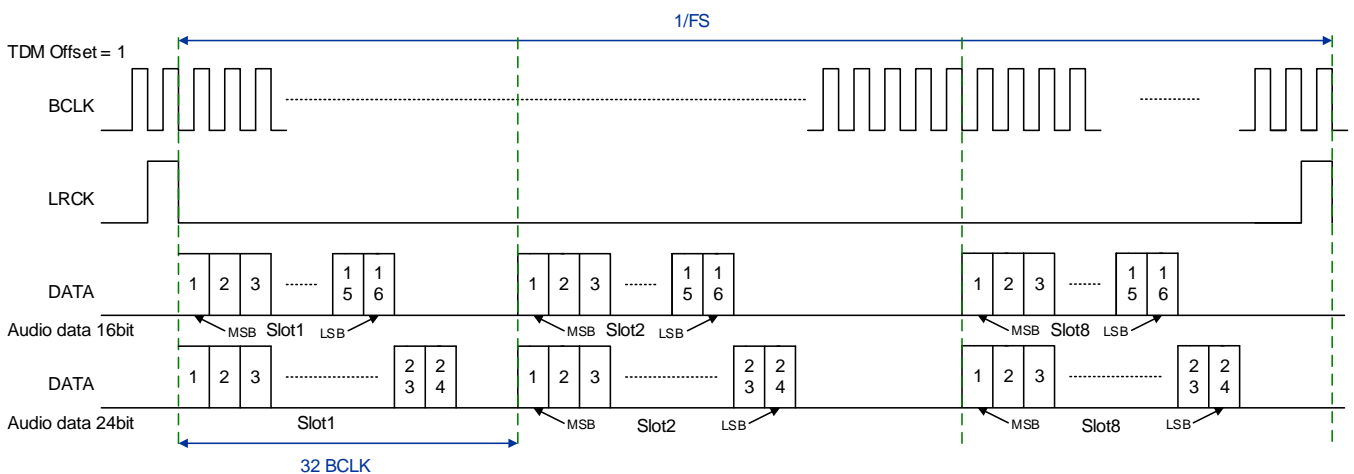 1/FS
TDM Offset = 1
BCLK
LRCK
DATA
1 2 3 ...... 15 16 1 2 3 ...... 15 16 1 2 3 ...... 15 16
Audio data 16bit
MSB Slot1 LSB MSB Slot2 LSB MSB Slot8 LSB
DATA
1 2 3 23 24 1 2 3 23 24 1 2 3 23 24
Audio data 24bit
Slot1 MSB Slot2 LSB MSB Slot8 LSB
32 BCLK